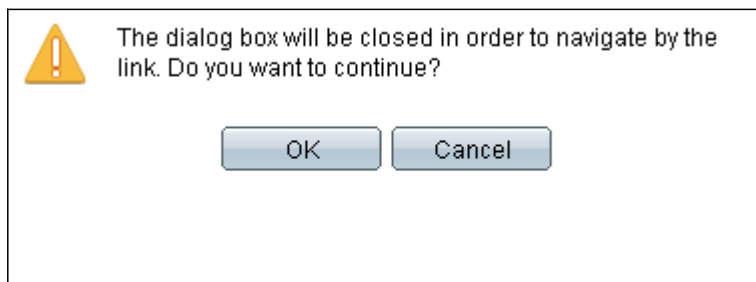 The dialog box will be closed in order to navigate by the
link. Do you want to continue?
OK Cancel